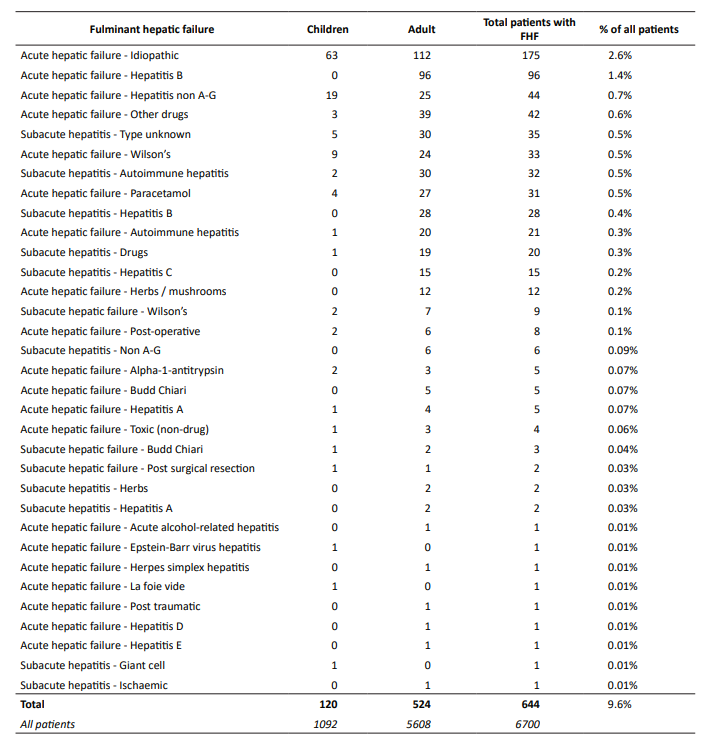 Fulminant hepatic failure Children Adult Total patients with FHF % of all patients
Acute hepatic failure - Idiopathic 63 112 175 2.6%
Acute hepatic failure - Hepatitis B 0 96 96 1.4%
Acute hepatic failure - Hepatitis non A-G 19 25 44 0.7%
Acute hepatic failure - Other drugs 3 39 42 0.6%
Subacute hepatitis - Type unknown 5 30 35 0.5%
Acute hepatic failure - Wilson’s 9 24 33 0.5%
Subacute hepatitis - Autoimmune hepatitis 2 30 32 0.5%
Acute hepatic failure - Paracetamol 4 27 31 0.5%
Subacute hepatitis - Hepatitis B 0 28 28 0.4%
Acute hepatic failure - Autoimmune hepatitis 1 20 21 0.3%
Subacute hepatitis - Drugs 1 19 20 0.3%
Subacute hepatitis - Hepatitis C 0 15 15 0.2%
Acute hepatic failure - Herbs / mushrooms 0 12 12 0.2%
Subacute hepatic failure - Wilson’s 2 7 9 0.1%
Acute hepatic failure - Post-operative 2 6 8 0.1%
Subacute hepatitis - Non A-G 0 6 6 0.09%
Acute hepatic failure - Alpha-1-antitrypsin 2 3 5 0.07%
Acute hepatic failure - Budd Chiari 0 5 5 0.07%
Acute hepatic failure - Hepatitis A 1 4 5 0.07%
Acute hepatic failure - Toxic (non-drug) 1 3 4 0.06%
Subacute hepatic failure - Budd Chiari 1 2 3 0.04%
Subacute hepatic failure - Post surgical resection 1 1 2 0.03%
Subacute hepatitis - Herbs 0 2 2 0.03%
Subacute hepatitis - Hepatitis A 0 2 2 0.03%
Acute hepatic failure - Acute alcohol-related hepatitis 0 1 1 0.01%
Acute hepatic failure - Epstein-Barr virus hepatitis 1 0 1 0.01%
Acute hepatic failure - Herpes simplex hepatitis 0 1 1 0.01%
Acute hepatic failure - La foie vide 1 0 1 0.01%
Acute hepatic failure - Post traumatic 0 1 1 0.01%
Acute hepatic failure - Hepatitis D 0 1 1 0.01%
Acute hepatic failure - Hepatitis E 0 1 1 0.01%
Subacute hepatitis - Giant cell 1 0 1 0.01%
Subacute hepatitis - Ischaemic 0 1 1 0.01%
Total 120 524 644 9.6%
All patients 1092 5608 6700